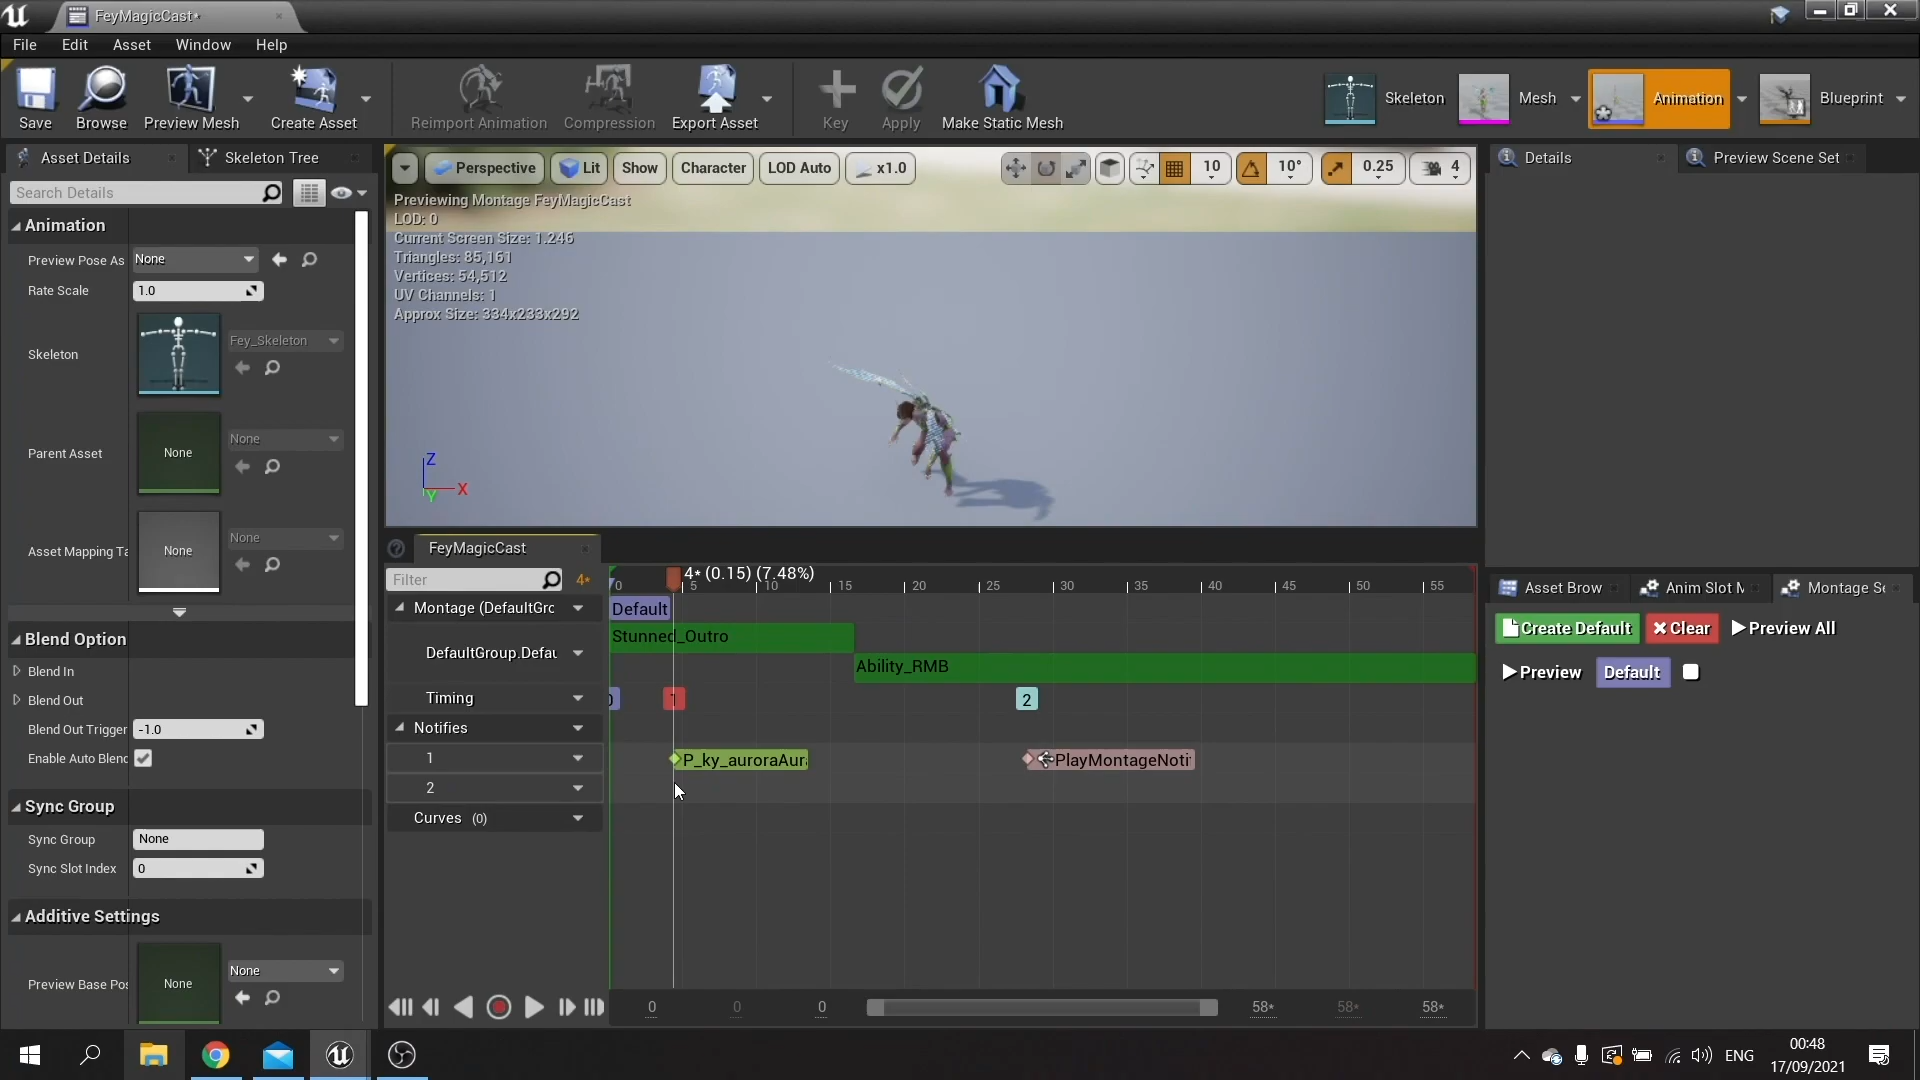 FeyMagicCast*
File Edit Asset Window Help
Save Browse Preview Mesh Create Asset Reimport Animation Compression Export Asset Key Apply Make Static Mesh Skeleton Mesh Animation Blueprint
Asset Details Skeleton Tree
Search Details
Animation
Preview Pose As None
Rate Scale 1.0
Skeleton Fey_Skeleton
Parent Asset None None
Asset Mapping Ta None None
Blend Option
Blend In
Blend Out
Blend Out Trigger -1.0
Enable Auto Blend
Sync Group
Sync Group None
Sync Slot Index 0
Additive Settings
Preview Base Pos None None
Perspective Lit Show Character LOD Auto x1.0 10 10° 0.25 4
Previewing Montage FeyMagicCast
LOD: 0
Current Screen Size: 1.246
Triangles: 85,161
Vertices: 54,512
UV Channels: 1
Approx Size: 334x233x292
Z
X
Y
FeyMagicCast
Filter 4* 4* (0.15) (7.48%)
0 5 10 15 20 25 30 35 40 45 50 55
Montage (DefaultGrc Default
Stunned_Outro
DefaultGroup.Defau
Ability_RMB
Timing 0 1 2
Notifies
1 P_ky_auroraAur PlayMontageNoti
2
Curves (0)
0 0 0 58* 58* 58*
Details Preview Scene Set
Asset Brow Anim Slot M Montage Se
Create Default Clear Preview All
Preview Default
ENG
00:48
17/09/2021